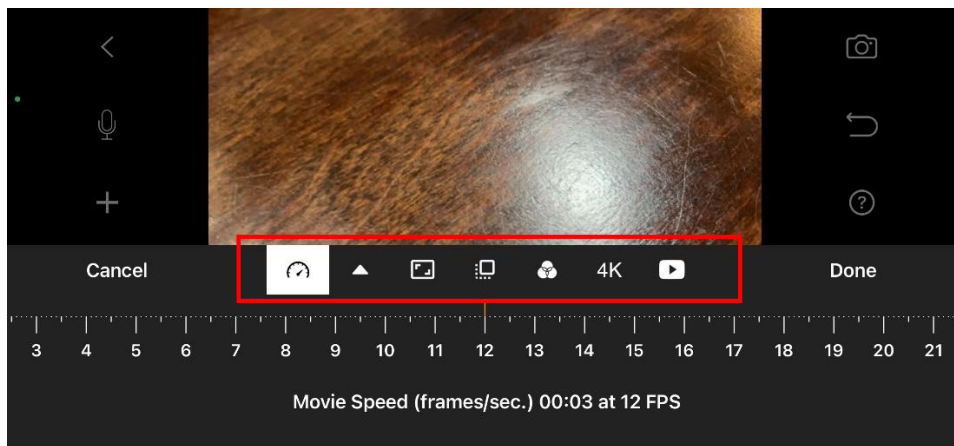 Cancel
4K
Done
3 4 5 6 7 8 9 10 11 12 13 14 15 16 17 18 19 20 21
Movie Speed (frames/sec.) 00:03 at 12 FPS